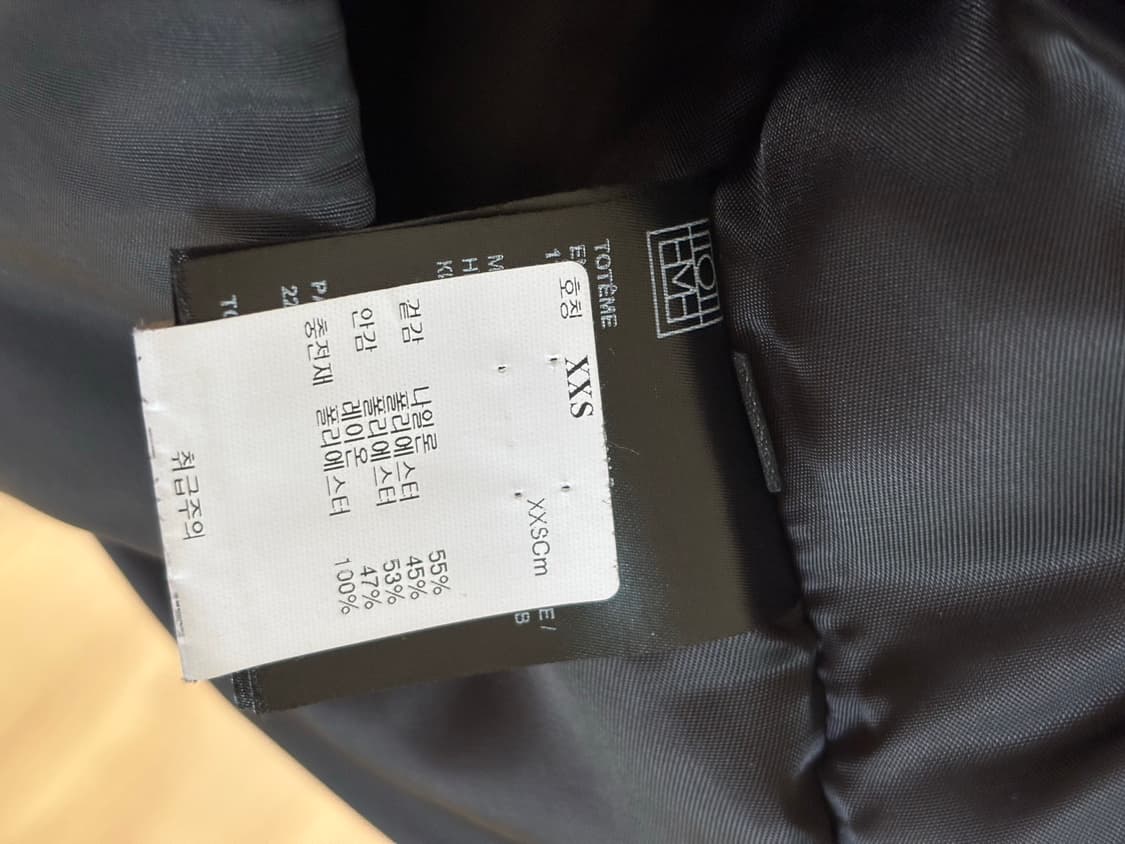 TOTÊME
호칭 XXS
XXSCm
겉감 나일론 55%
폴리에스터 45%
안감 폴리에스터 53%
레이온 47%
충전재 폴리에스터 100%
취급주의